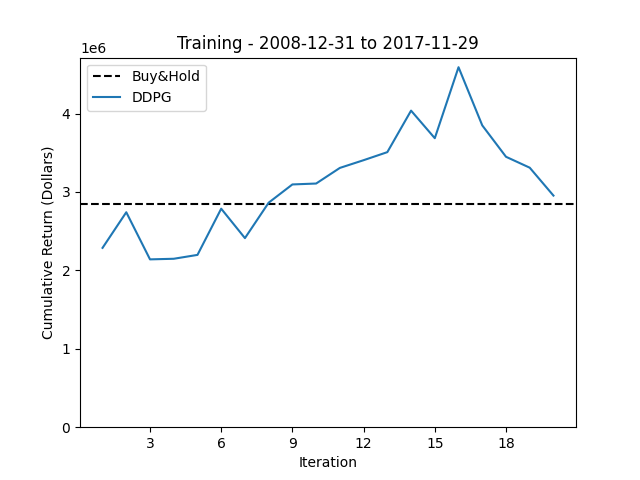 Training - 2008-12-31 to 2017-11-29
1e6
Buy&Hold
DDPG
4
3
2
1
0
Cumulative Return (Dollars)
3 6 9 12 15 18
Iteration